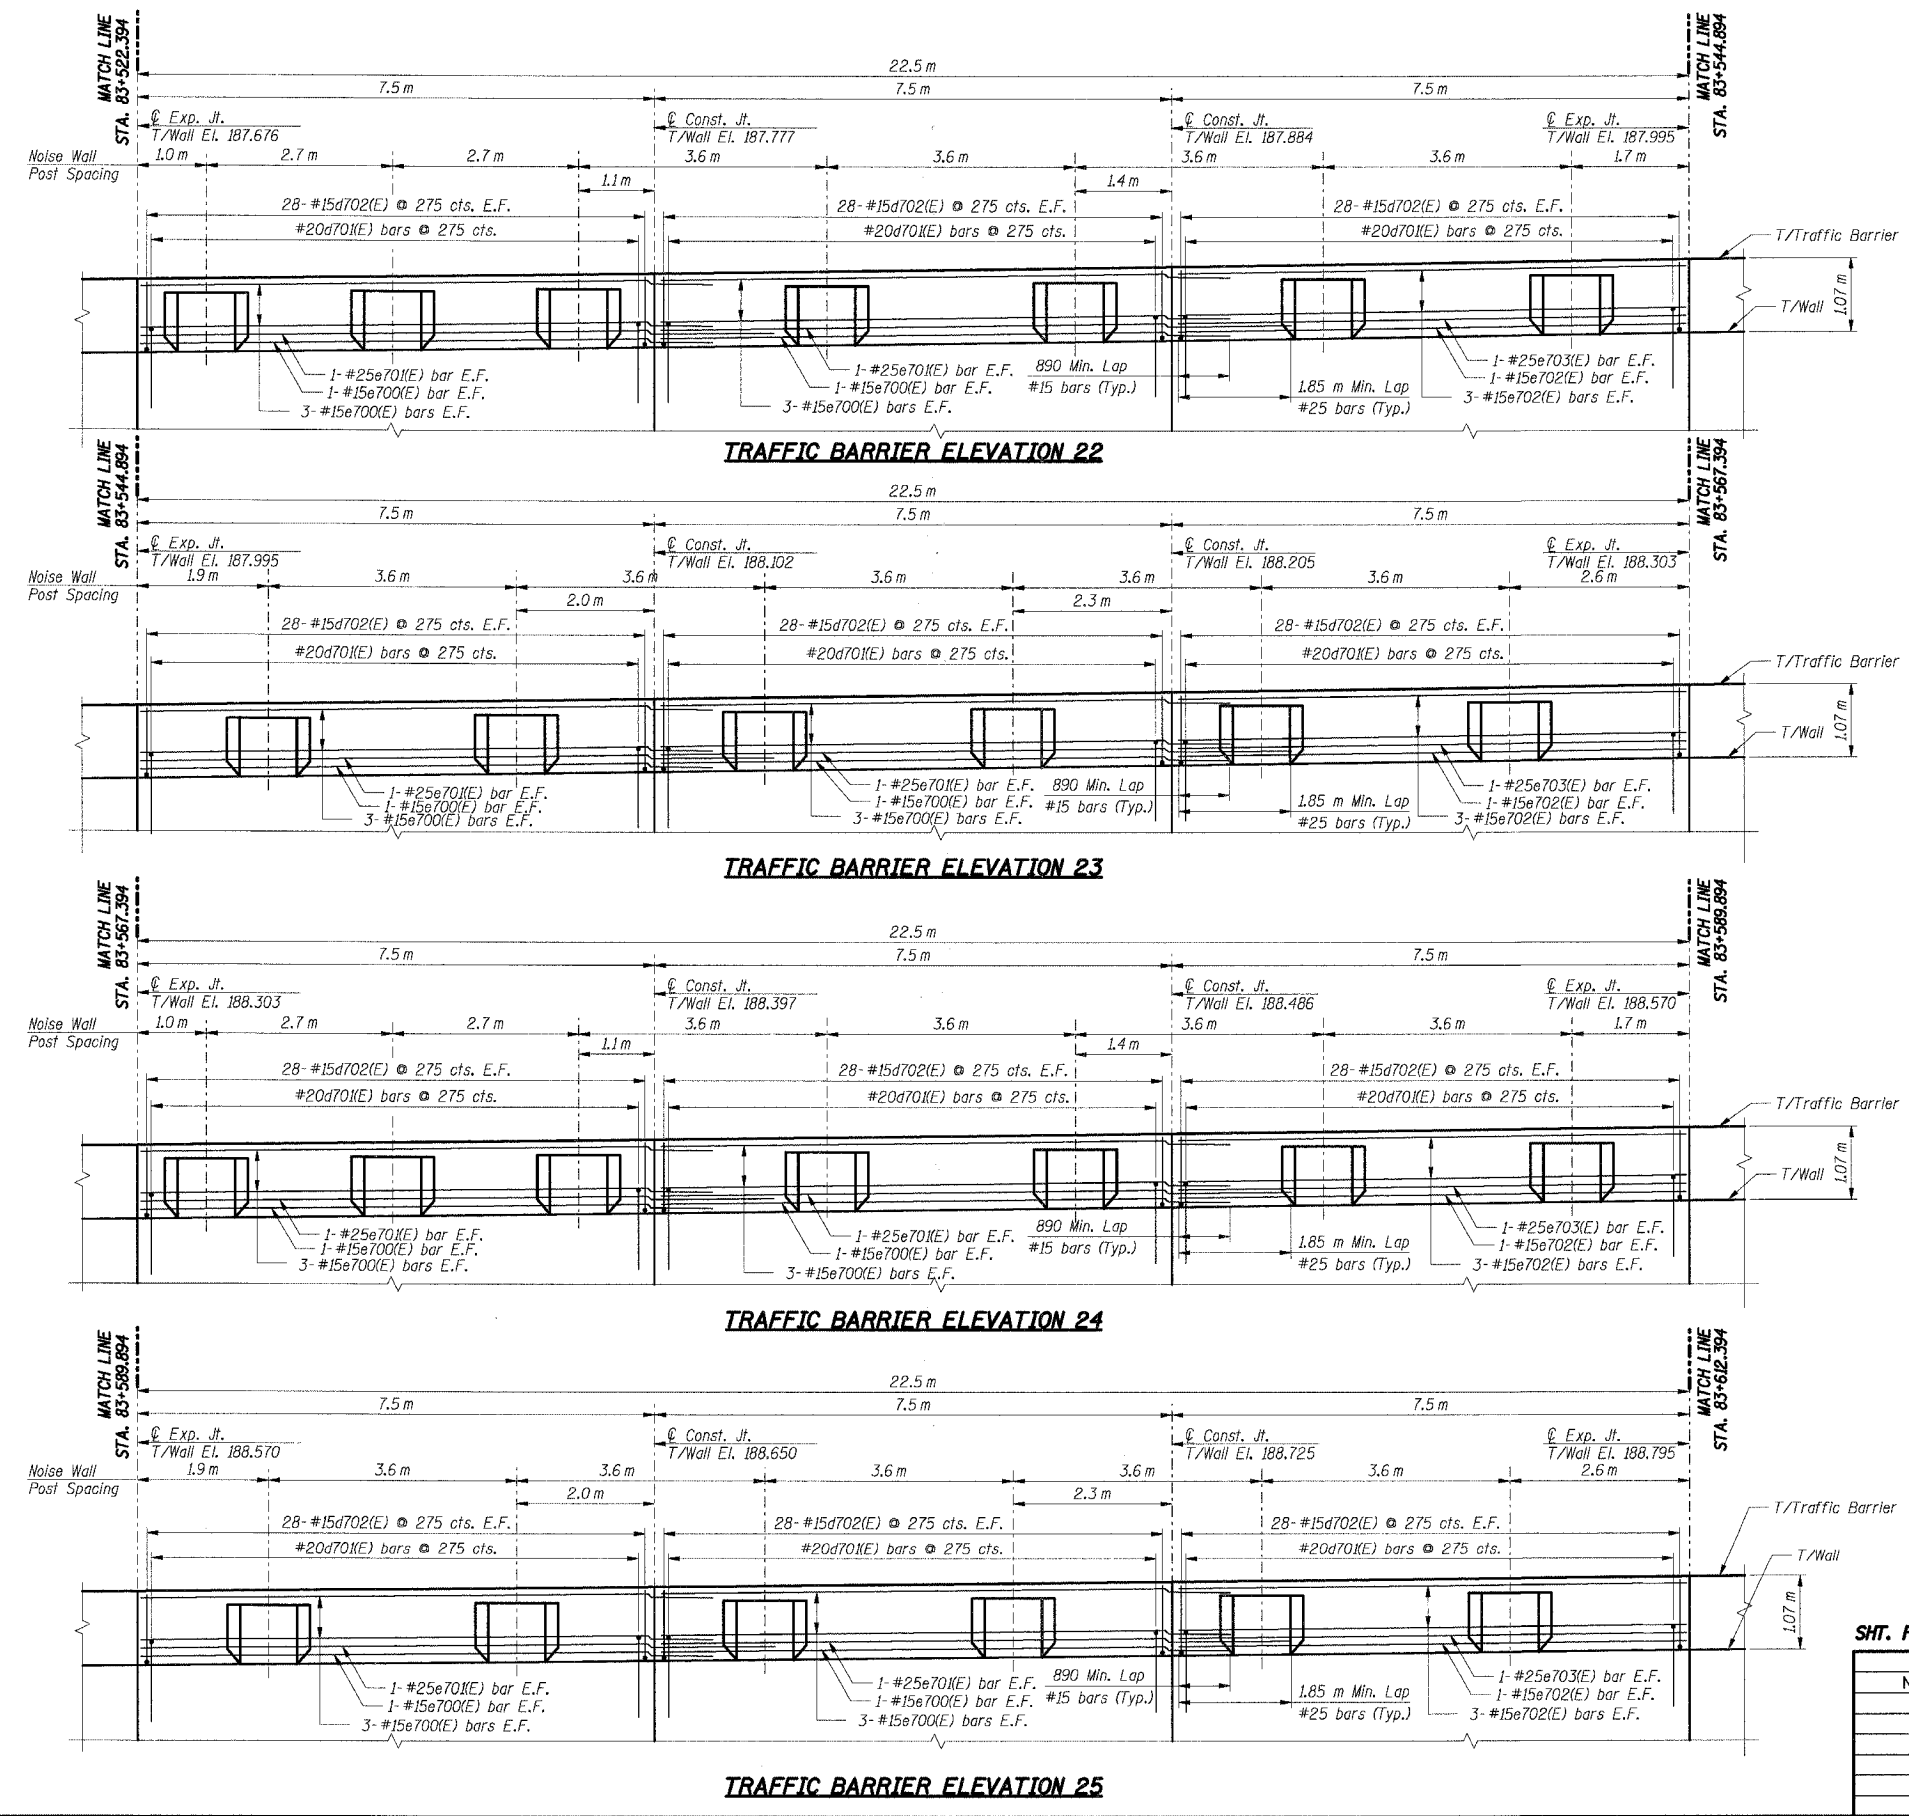 MATCH LINE
STA. 83+522.394
MATCH LINE
STA. 83+544.894
22.5 m
7.5 m
7.5 m
7.5 m
℄ Exp. Jt.
T/Wall El. 187.676
℄ Const. Jt.
T/Wall El. 187.777
℄ Const. Jt.
T/Wall El. 187.884
℄ Exp. Jt.
T/Wall El. 187.995
Noise Wall
Post Spacing
1.0 m
2.7 m
2.7 m
3.6 m
3.6 m
3.6 m
3.6 m
1.7 m
1.1 m
1.4 m
28- #15d702(E) @ 275 cts. E.F.
28- #15d702(E) @ 275 cts. E.F.
28- #15d702(E) @ 275 cts. E.F.
#20d701(E) bars @ 275 cts.
#20d701(E) bars @ 275 cts.
#20d701(E) bars @ 275 cts.
T/Traffic Barrier
T/Wall
1.07 m
1- #25e701(E) bar E.F.
1- #15e700(E) bar E.F.
3- #15e700(E) bars E.F.
1- #25e701(E) bar E.F.
1- #15e700(E) bar E.F.
3- #15e700(E) bars E.F.
890 Min. Lap
#15 bars (Typ.)
1.85 m Min. Lap
#25 bars (Typ.)
1- #25e703(E) bar E.F.
1- #15e702(E) bar E.F.
3- #15e702(E) bars E.F.
TRAFFIC BARRIER ELEVATION 22
MATCH LINE
STA. 83+544.894
MATCH LINE
STA. 83+567.394
22.5 m
7.5 m
7.5 m
7.5 m
℄ Exp. Jt.
T/Wall El. 187.995
℄ Const. Jt.
T/Wall El. 188.102
℄ Const. Jt.
T/Wall El. 188.205
℄ Exp. Jt.
T/Wall El. 188.303
Noise Wall
Post Spacing
1.9 m
3.6 m
3.6 m
3.6 m
3.6 m
3.6 m
2.6 m
2.0 m
2.3 m
28- #15d702(E) @ 275 cts. E.F.
28- #15d702(E) @ 275 cts. E.F.
28- #15d702(E) @ 275 cts. E.F.
#20d701(E) bars @ 275 cts.
#20d701(E) bars @ 275 cts.
#20d701(E) bars @ 275 cts.
T/Traffic Barrier
T/Wall
1.07 m
1- #25e701(E) bar E.F.
1- #15e700(E) bar E.F.
3- #15e700(E) bars E.F.
1- #25e701(E) bar E.F.
1- #15e700(E) bar E.F.
3- #15e700(E) bars E.F.
890 Min. Lap
#15 bars (Typ.)
1.85 m Min. Lap
#25 bars (Typ.)
1- #25e703(E) bar E.F.
1- #15e702(E) bar E.F.
3- #15e702(E) bars E.F.
TRAFFIC BARRIER ELEVATION 23
MATCH LINE
STA. 83+567.394
MATCH LINE
STA. 83+589.894
22.5 m
7.5 m
7.5 m
7.5 m
℄ Exp. Jt.
T/Wall El. 188.303
℄ Const. Jt.
T/Wall El. 188.397
℄ Const. Jt.
T/Wall El. 188.486
℄ Exp. Jt.
T/Wall El. 188.570
Noise Wall
Post Spacing
1.0 m
2.7 m
2.7 m
3.6 m
3.6 m
3.6 m
3.6 m
1.7 m
1.1 m
1.4 m
28- #15d702(E) @ 275 cts. E.F.
28- #15d702(E) @ 275 cts. E.F.
28- #15d702(E) @ 275 cts. E.F.
#20d701(E) bars @ 275 cts.
#20d701(E) bars @ 275 cts.
#20d701(E) bars @ 275 cts.
T/Traffic Barrier
T/Wall
1.07 m
1- #25e701(E) bar E.F.
1- #15e700(E) bar E.F.
3- #15e700(E) bars E.F.
1- #25e701(E) bar E.F.
1- #15e700(E) bar E.F.
3- #15e700(E) bars E.F.
890 Min. Lap
#15 bars (Typ.)
1.85 m Min. Lap
#25 bars (Typ.)
1- #25e703(E) bar E.F.
1- #15e702(E) bar E.F.
3- #15e702(E) bars E.F.
TRAFFIC BARRIER ELEVATION 24
MATCH LINE
STA. 83+589.894
MATCH LINE
STA. 83+612.394
22.5 m
7.5 m
7.5 m
7.5 m
℄ Exp. Jt.
T/Wall El. 188.570
℄ Const. Jt.
T/Wall El. 188.650
℄ Const. Jt.
T/Wall El. 188.725
℄ Exp. Jt.
T/Wall El. 188.795
Noise Wall
Post Spacing
1.9 m
3.6 m
3.6 m
3.6 m
3.6 m
3.6 m
2.6 m
2.0 m
2.3 m
28- #15d702(E) @ 275 cts. E.F.
28- #15d702(E) @ 275 cts. E.F.
28- #15d702(E) @ 275 cts. E.F.
#20d701(E) bars @ 275 cts.
#20d701(E) bars @ 275 cts.
#20d701(E) bars @ 275 cts.
T/Traffic Barrier
T/Wall
1.07 m
1- #25e701(E) bar E.F.
1- #15e700(E) bar E.F.
3- #15e700(E) bars E.F.
1- #25e701(E) bar E.F.
1- #15e700(E) bar E.F.
3- #15e700(E) bars E.F.
890 Min. Lap
#15 bars (Typ.)
1.85 m Min. Lap
#25 bars (Typ.)
1- #25e703(E) bar E.F.
1- #15e702(E) bar E.F.
3- #15e702(E) bars E.F.
TRAFFIC BARRIER ELEVATION 25
SHT.